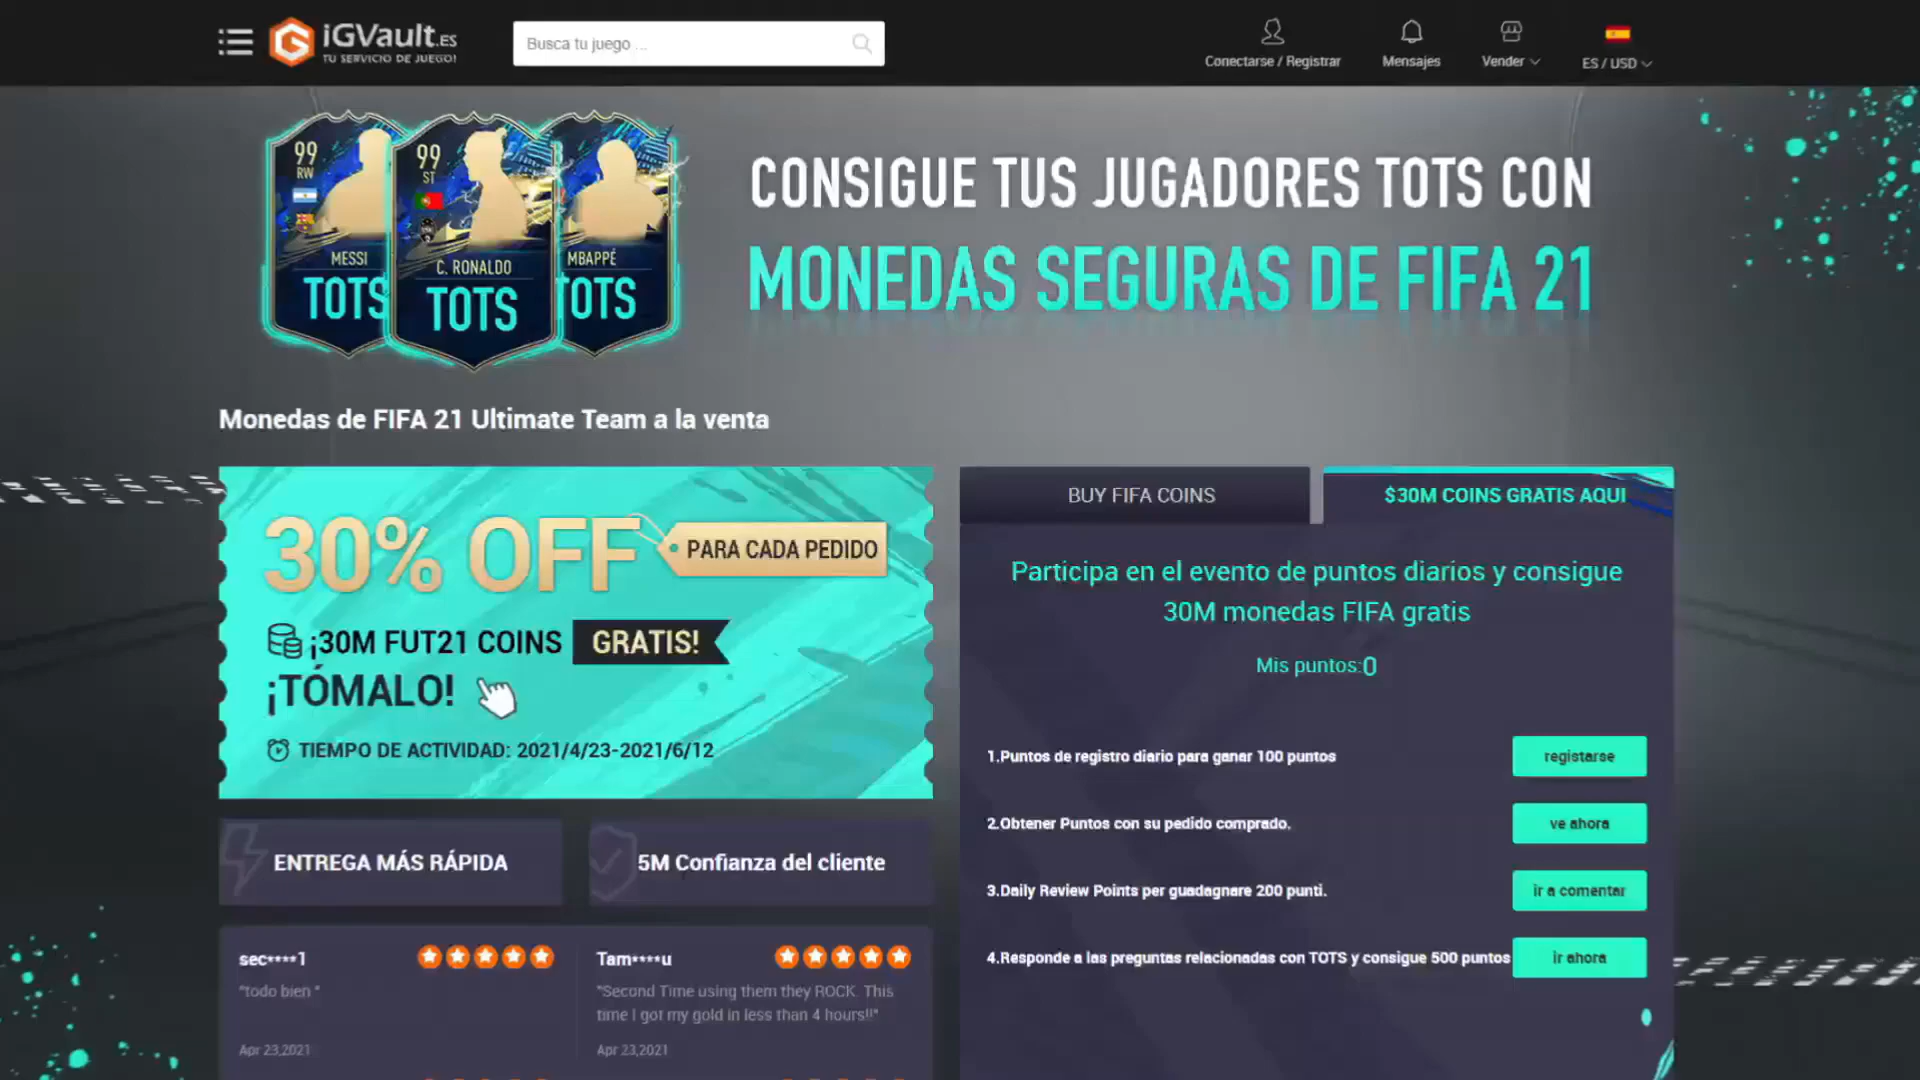 iGVault.ES
TU SERVICIO DE JUEGO!
Busca tu juego ...
Conectarse / Registrar
Mensajes
Vender
ES / USD
99
RW
MESSI
TOTS
99
ST
C. RONALDO
TOTS
MBAPPÉ
TOTS
CONSIGUE TUS JUGADORES TOTS CON
MONEDAS SEGURAS DE FIFA 21
Monedas de FIFA 21 Ultimate Team a la venta
30% OFF
PARA CADA PEDIDO
¡30M FUT21 COINS GRATIS!
¡TÓMALO!
TIEMPO DE ACTIVIDAD: 2021/4/23-2021/6/12
ENTREGA MÁS RÁPIDA
5M Confianza del cliente
sec****1
"todo bien "
Apr 23,2021
Tam****u
"Second Time using them they ROCK. This
time I got my gold in less than 4 hours!!"
Apr 23,2021
BUY FIFA COINS
$30M COINS GRATIS AQUI
Participa en el evento de puntos diarios y consigue
30M monedas FIFA gratis
Mis puntos:0
1.Puntos de registro diario para ganar 100 puntos
registarse
2.Obtener Puntos con su pedido comprado.
ve ahora
3.Daily Review Points per guadagnare 200 punti.
ir a comentar
4.Responde a las preguntas relacionadas con TOTS y consigue 500 puntos
ir ahora